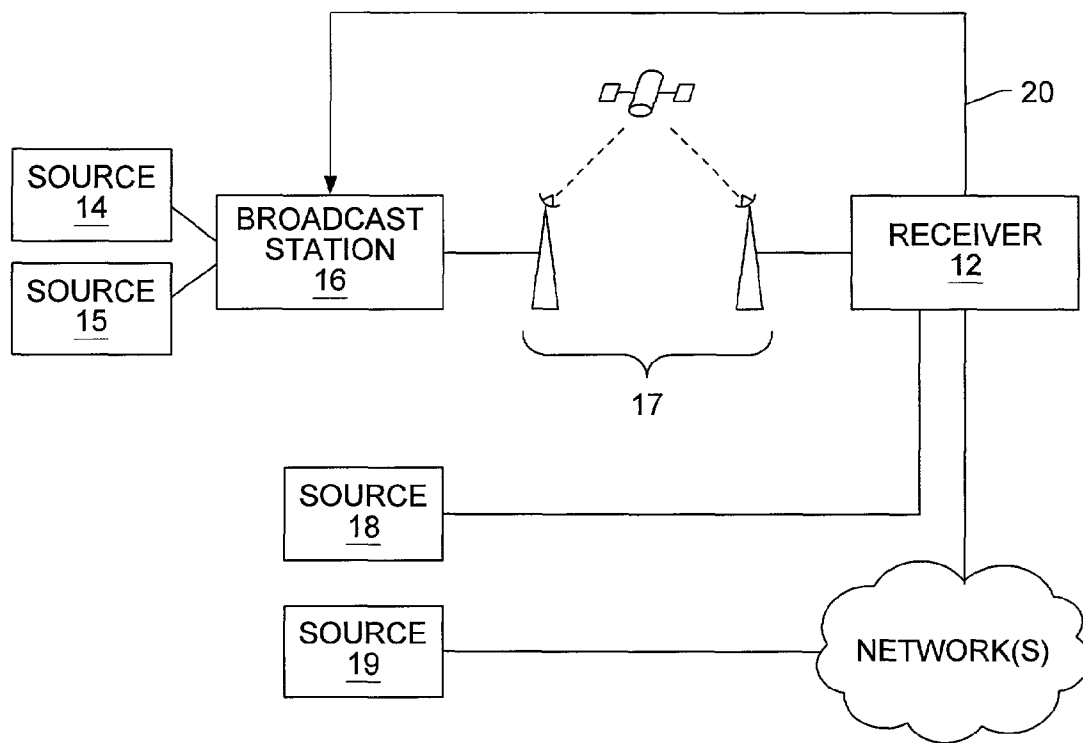 20
SOURCE
14
SOURCE
15
BROADCAST
STATION
16
RECEIVER
12
17
SOURCE
18
SOURCE
19
NETWORK(S)